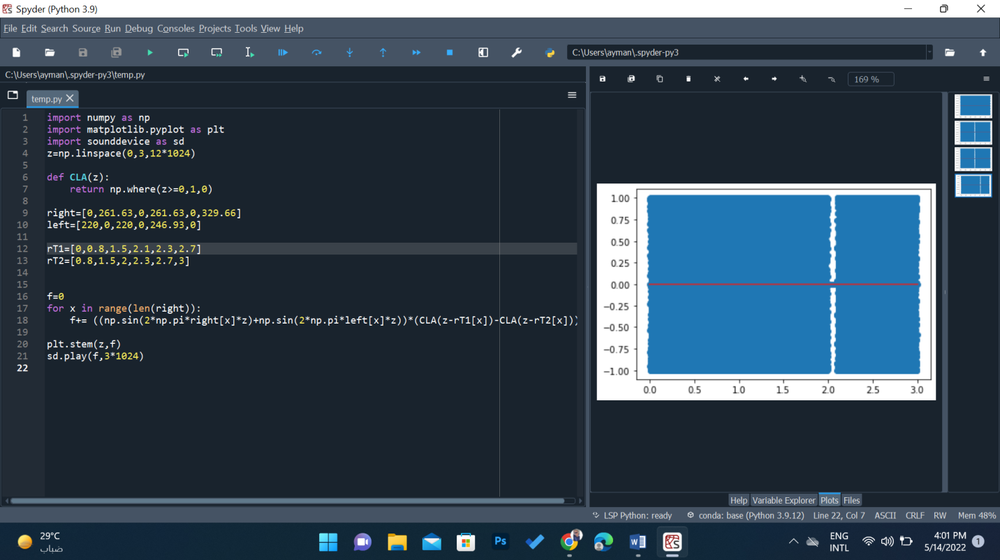 Spyder (Python 3.9)
File Edit Search Source Run Debug Consoles Projects Tools View Help
C:\Users\ayman\.spyder-py3
C:\Users\ayman\.spyder-py3\temp.py
temp.py
1 import numpy as np
2 import matplotlib.pyplot as plt
3 import sounddevice as sd
4 z=np.linspace(0,3,12*1024)
5
6 def CLA(z):
7 return np.where(z>=0,1,0)
8
9 right=[0,261.63,0,261.63,0,329.66]
10 left=[220,0,220,0,246.93,0]
11
12 rT1=[0,0.8,1.5,2.1,2.3,2.7]
13 rT2=[0.8,1.5,2,2.3,2.7,3]
14
15
16 f=0
17 for x in range(len(right)):
18 f+= ((np.sin(2*np.pi*right[x]*z)+np.sin(2*np.pi*left[x]*z))*(CLA(z-rT1[x])-CLA(z-rT2[x]))
19
20 plt.stem(z,f)
21 sd.play(f,3*1024)
22
169 %
1.00
0.75
0.50
0.25
0.00
−0.25
−0.50
−0.75
−1.00
0.0 0.5 1.0 1.5 2.0 2.5 3.0
Help Variable Explorer Plots Files
LSP Python: ready conda: base (Python 3.9.12) Line 22, Col 7 ASCII CRLF RW Mem 48%
29°C
ضباب
Ps
W
ENG
INTL
4:01 PM
5/14/2022
1